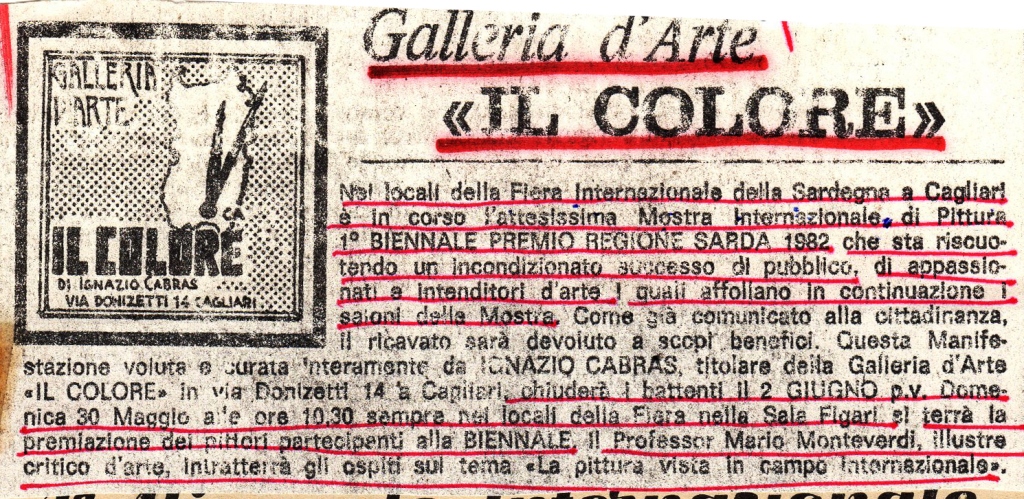 Galleria d'Arte
«IL COLORE»
GALLERIA
D'ARTE
CA
IL COLORE
DI IGNAZIO CABRAS
VIA DONIZETTI 14 CAGLIARI
Nei locali della Fiera Internazionale della Sardegna a Cagliari
è in corso l'attesissima Mostra Internazionale di Pittura
1ª BIENNALE PREMIO REGIONE SARDA 1982 che sta riscuo-
tendo un incondizionato successo di pubblico, di appassio-
nati e intenditori d'arte i quali affollano in continuazione i
saloni della Mostra. Come già comunicato alla cittadinanza,
il ricavato sarà devoluto a scopi benefici. Questa Manife-
stazione voluta e curata interamente da IGNAZIO CABRAS, titolare della Galleria d'Arte
«IL COLORE» in via Donizetti 14 a Cagliari, chiuderà i battenti il 2 GIUGNO p.v. Dome-
nica 30 Maggio alle ore 10,30 sempre nei locali della Fiera nella Sala Figari si terrà la
premiazione dei pittori partecipanti alla BIENNALE. Il Professor Mario Monteverdi, illustre
critico d'arte, intratterrà gli ospiti sul tema «La pittura vista in campo internazionale».